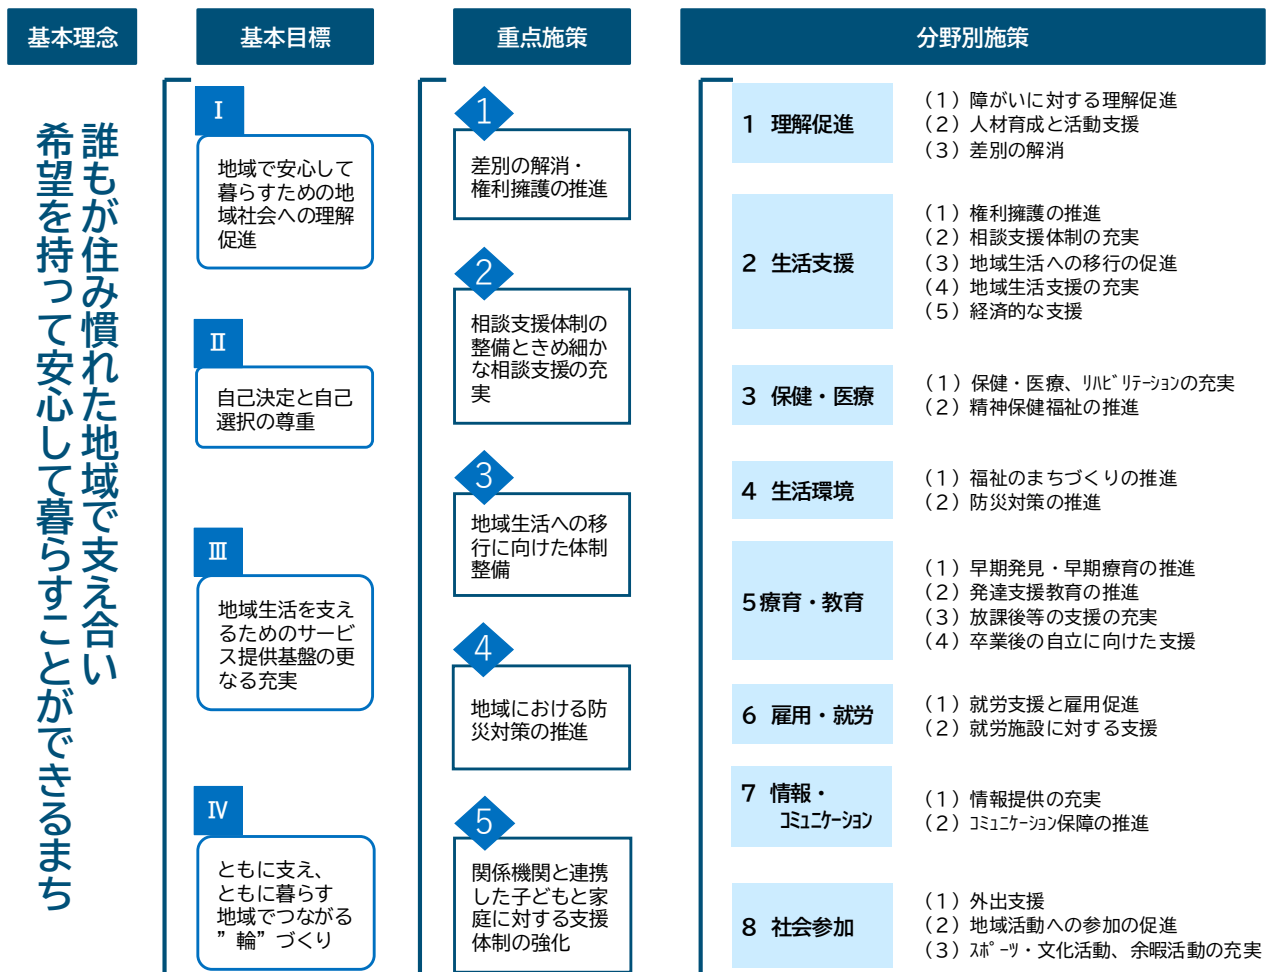 基本理念
誰もが住み慣れた地域で支え合い
希望を持って安心して暮らすことができるまち
基本目標
Ⅰ
地域で安心して
暮らすための地
域社会への理解
促進
Ⅱ
自己決定と自己
選択の尊重
Ⅲ
地域生活を支え
るためのサービ
ス提供基盤の更
なる充実
Ⅳ
ともに支え、
ともに暮らす
地域でつながる
”輪”づくり
重点施策
1
差別の解消・
権利擁護の推進
2
相談支援体制の
整備ときめ細か
な相談支援の充
実
3
地域生活への移
行に向けた体制
整備
4
地域における防
災対策の推進
5
関係機関と連携
した子どもと家
庭に対する支援
体制の強化
分野別施策
1 理解促進
(1)障がいに対する理解促進
(2)人材育成と活動支援
(3)差別の解消
2 生活支援
(1)権利擁護の推進
(2)相談支援体制の充実
(3)地域生活への移行の促進
(4)地域生活支援の充実
(5)経済的な支援
3 保健・医療
(1)保健・医療、ﾘﾊﾋﾞﾘﾃｰｼｮﾝの充実
(2)精神保健福祉の推進
4 生活環境
(1)福祉のまちづくりの推進
(2)防災対策の推進
5療育・教育
(1)早期発見・早期療育の推進
(2)発達支援教育の推進
(3)放課後等の支援の充実
(4)卒業後の自立に向けた支援
6 雇用・就労
(1)就労支援と雇用促進
(2)就労施設に対する支援
7 情報・
ｺﾐｭﾆｹｰｼｮﾝ
(1)情報提供の充実
(2)ｺﾐｭﾆｹｰｼｮﾝ保障の推進
8 社会参加
(1)外出支援
(2)地域活動への参加の促進
(3)ｽﾎﾟｰﾂ・文化活動、余暇活動の充実